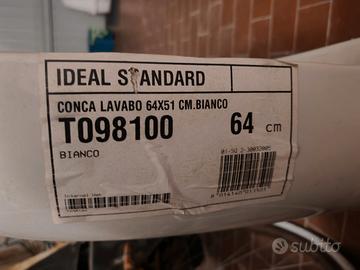 IDEAL STANDARD
CONCA LAVABO 64X51 CM.BIANCO
T098100 64 cm
BIANCO
subito